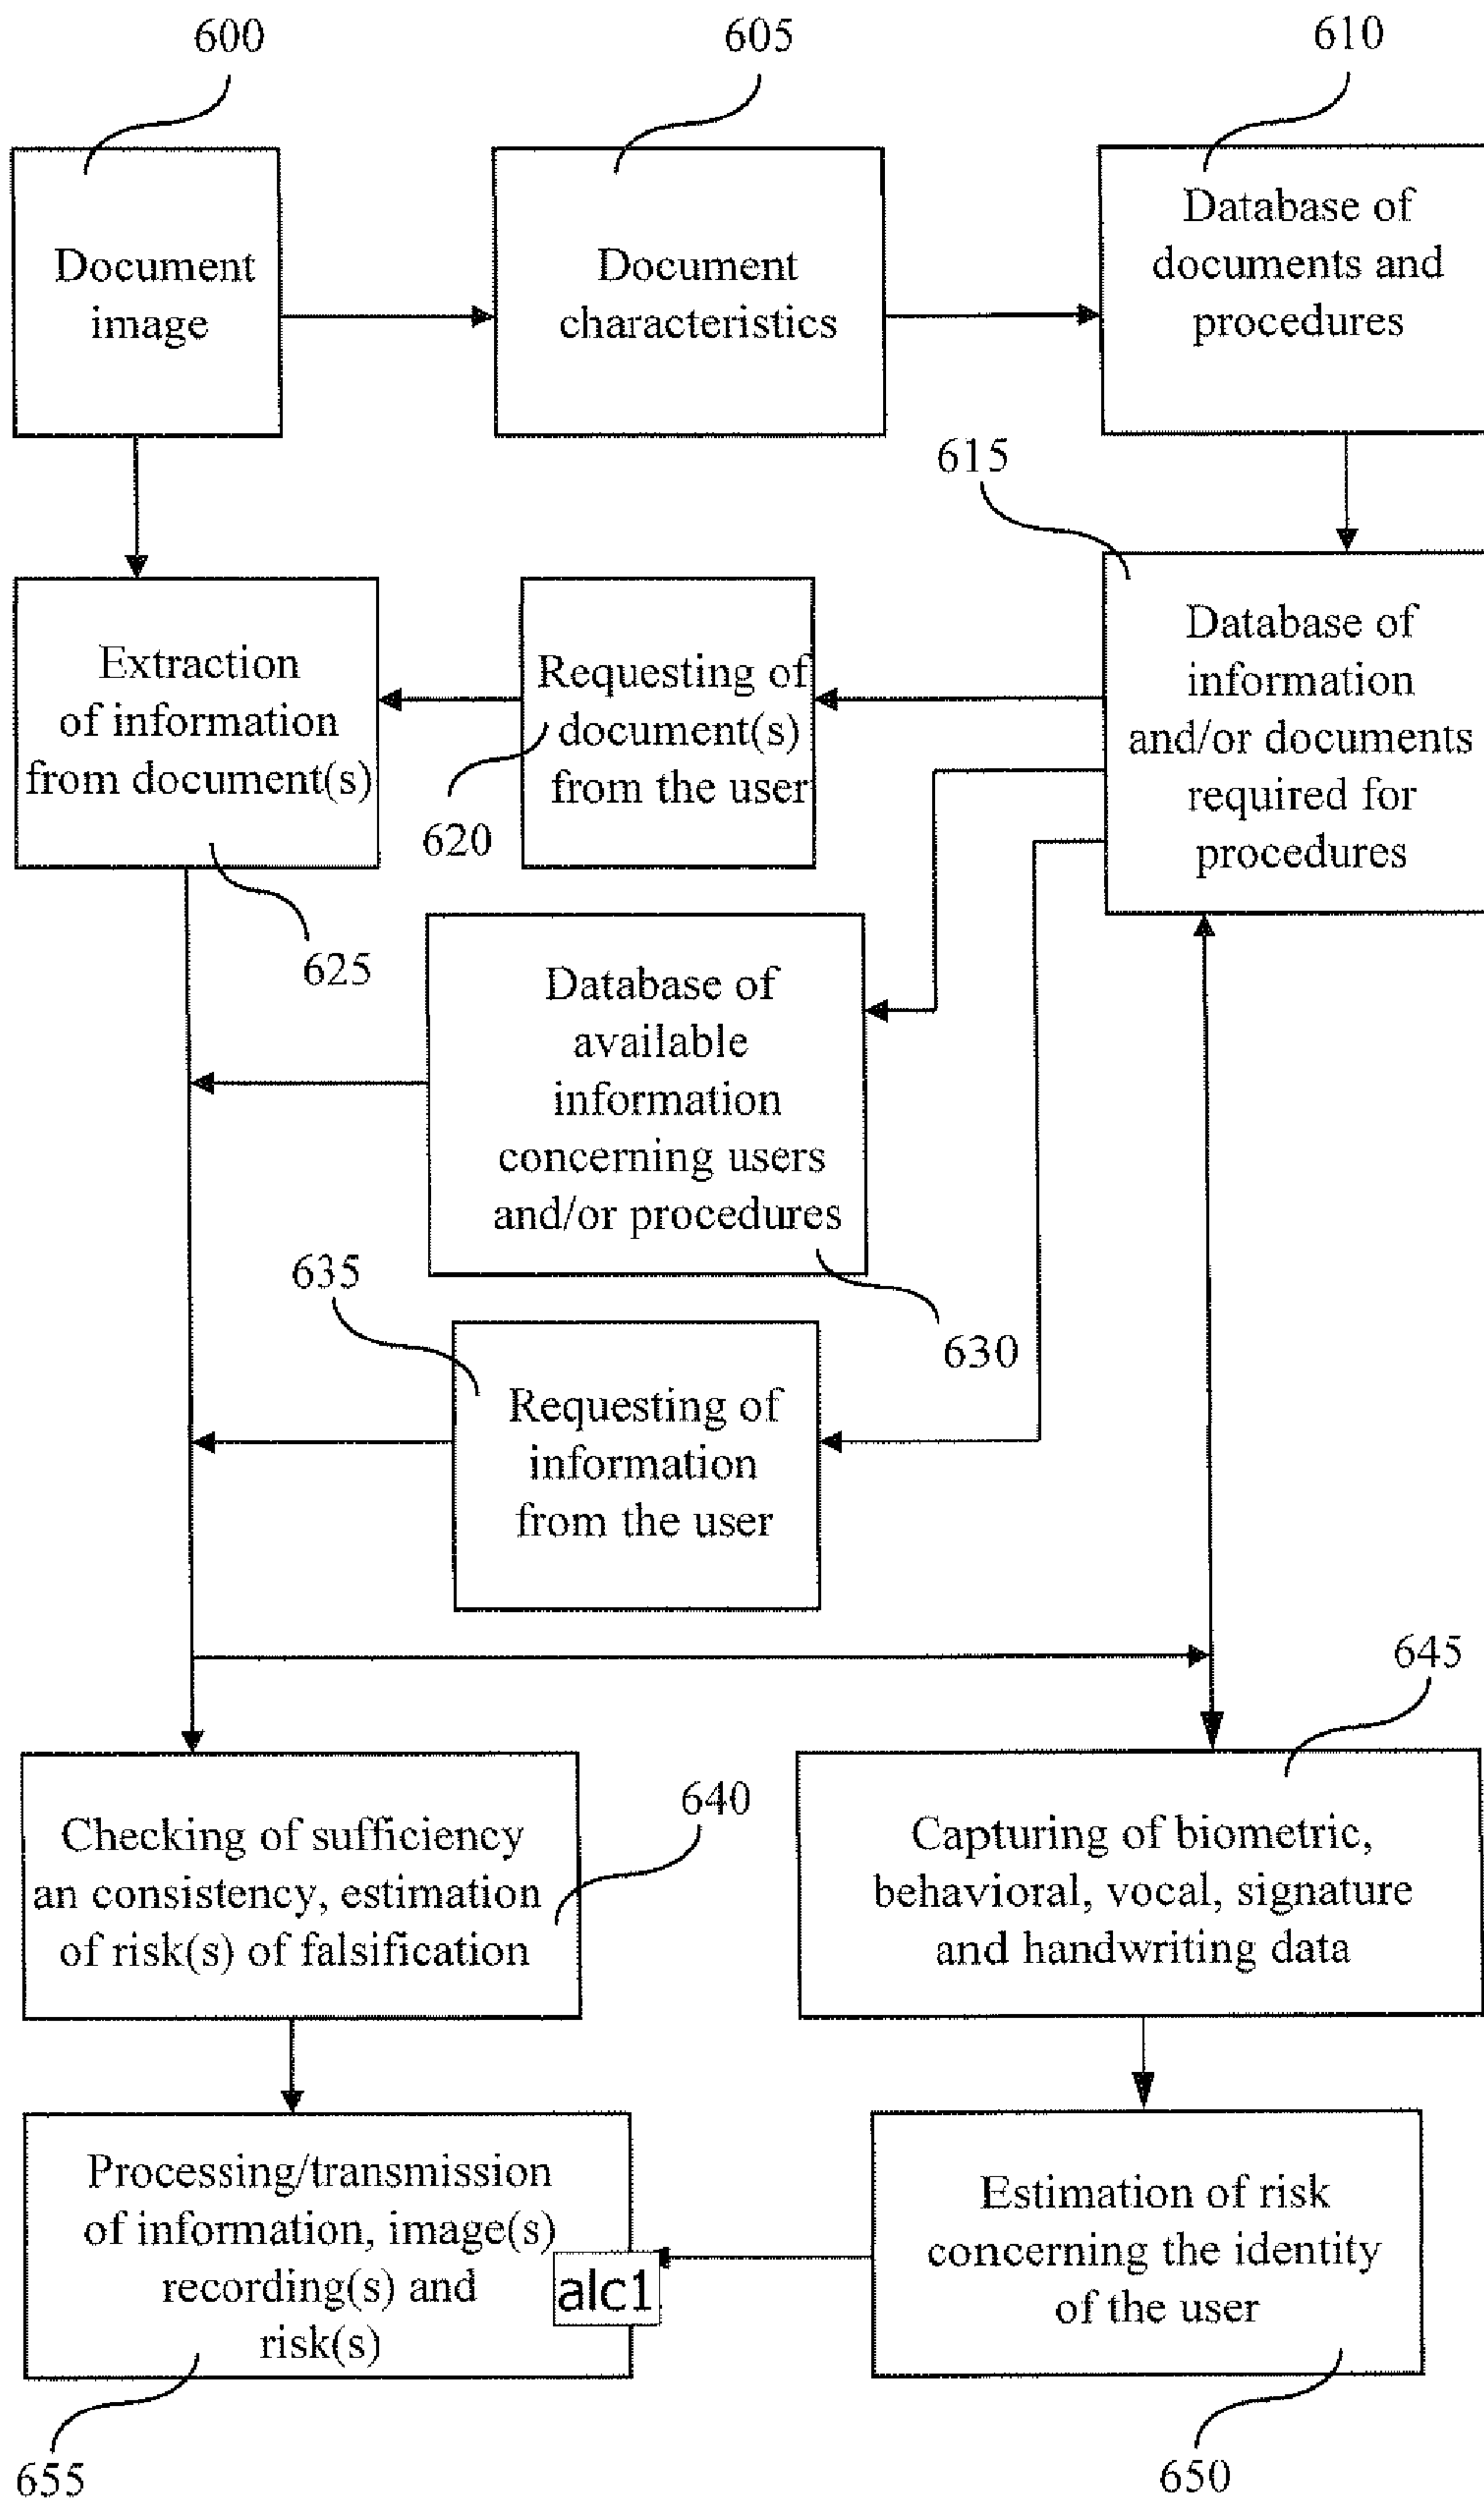 600
605
610
Document
image
Document
characteristics
Database of
documents and
procedures
615
Extraction
of information
from document(s)
Requesting of
document(s)
from the user
Database of
information
and/or documents
required for
procedures
620
625
Database of
available
information
concerning users
and/or procedures
635
630
Requesting of
information
from the user
645
640
Checking of sufficiency
an consistency, estimation
of risk(s) of falsification
Capturing of biometric,
behavioral, vocal, signature
and handwriting data
Processing/transmission
of information, image(s)
recording(s) and
risk(s)
alc1
Estimation of risk
concerning the identity
of the user
655
650